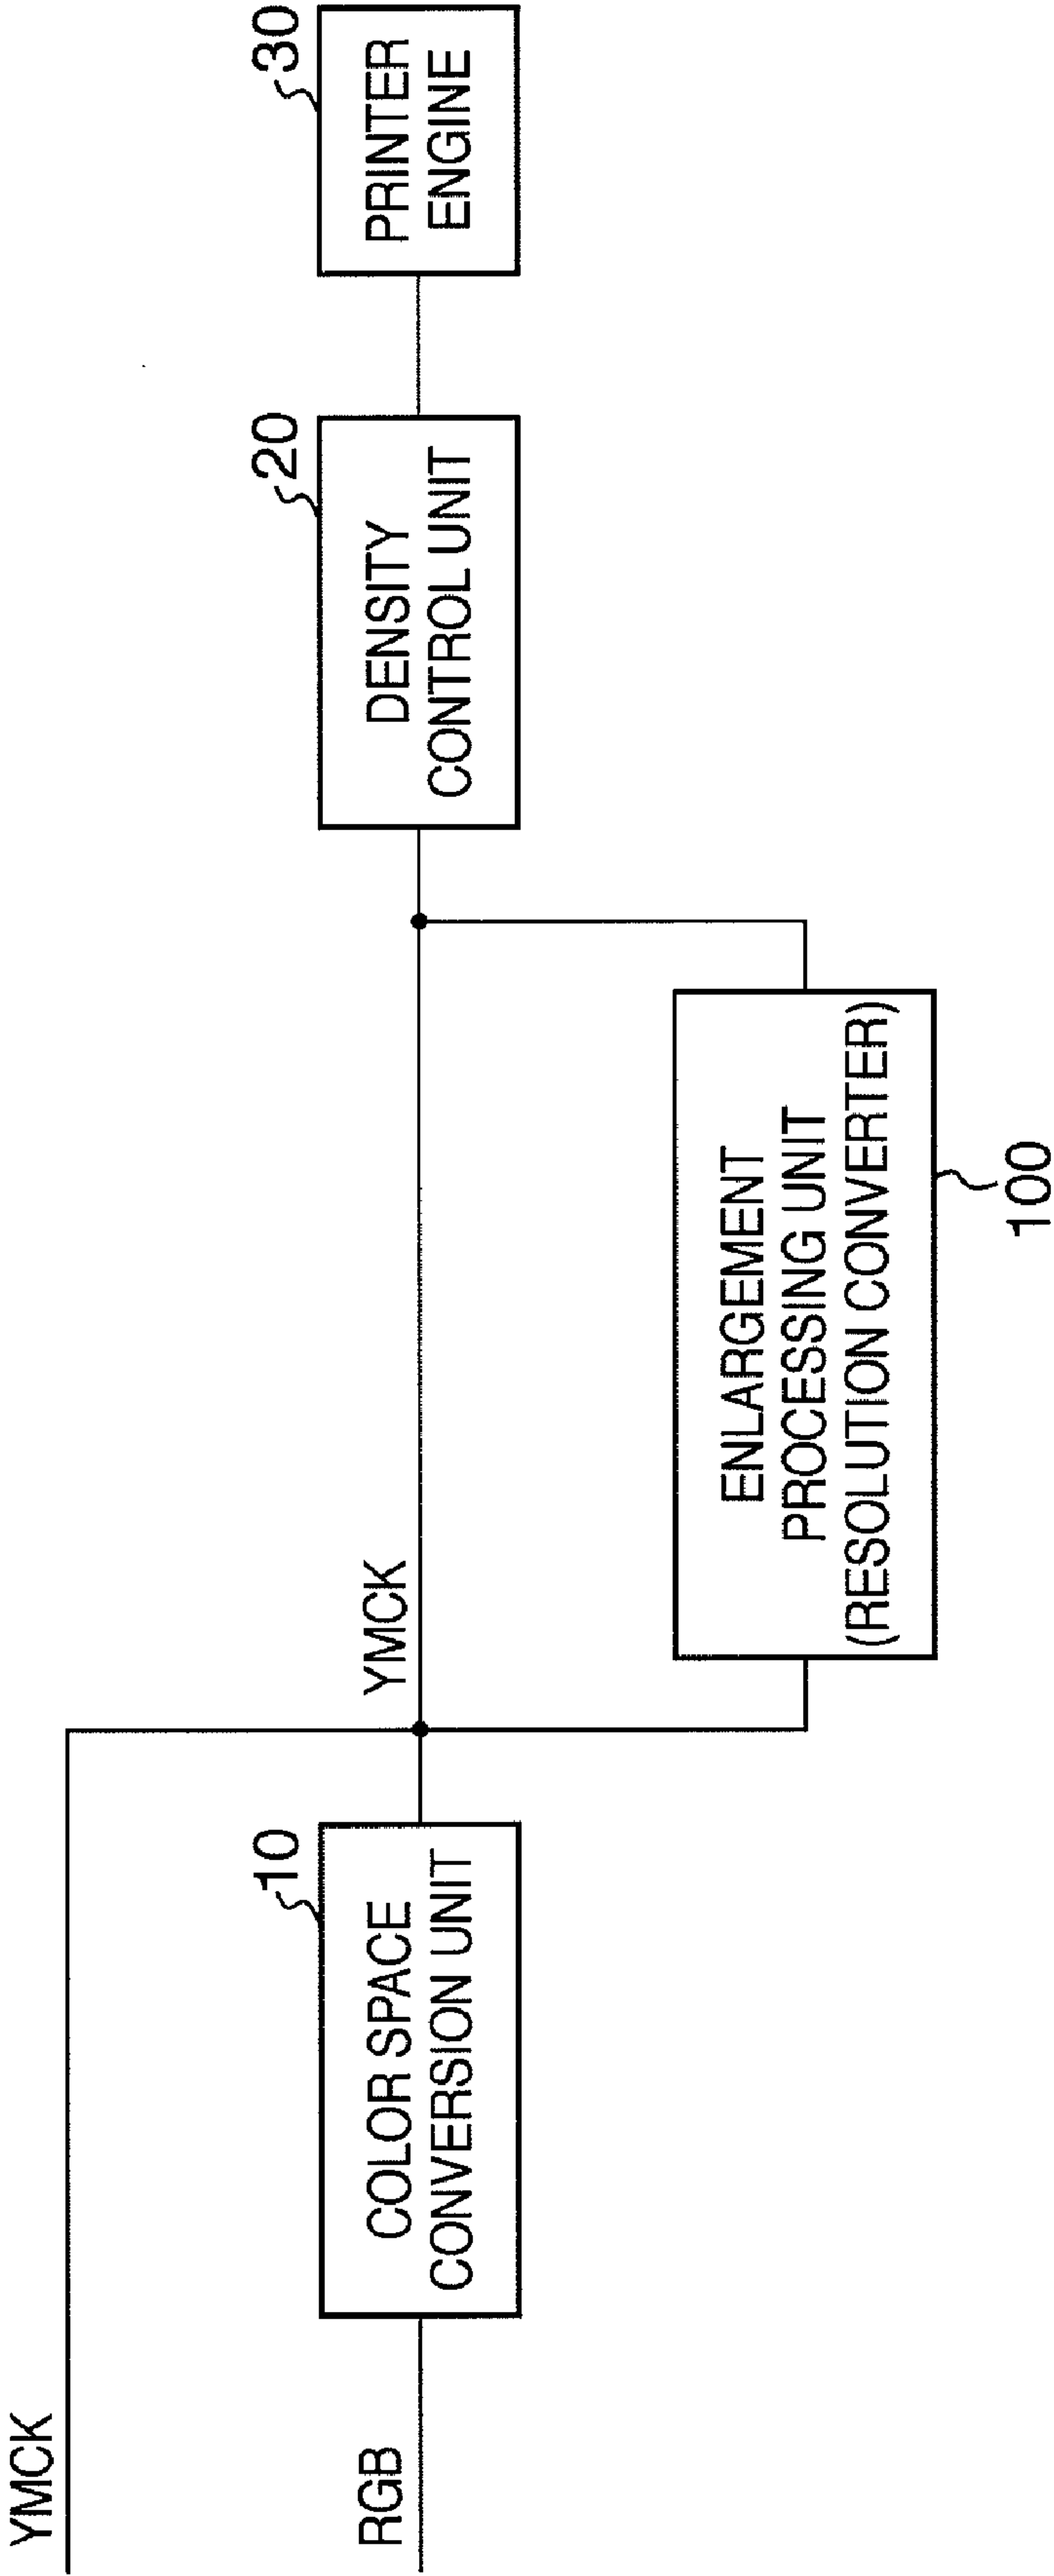 YMCK
RGB
10
COLOR SPACE
CONVERSION UNIT
YMCK
ENLARGEMENT
PROCESSING UNIT
(RESOLUTION CONVERTER)
100
20
DENSITY
CONTROL UNIT
30
PRINTER
ENGINE